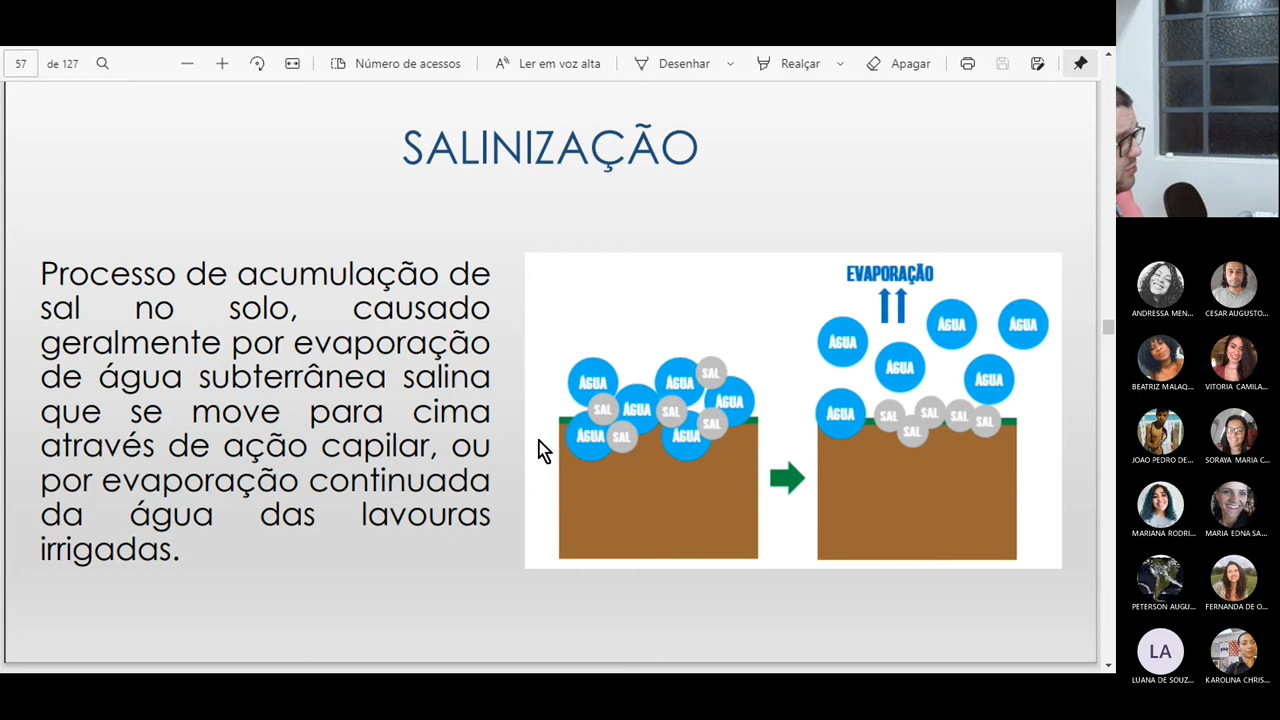 57 de 127
Número de acessos
Ler em voz alta
Desenhar
Realçar
Apagar
SALINIZAÇÃO
Processo de acumulação de
sal no solo, causado
geralmente por evaporação
de água subterrânea salina
que se move para cima
através de ação capilar, ou
por evaporação continuada
da água das lavouras
irrigadas.
ÁGUA
ÁGUA
SAL
SAL
ÁGUA
SAL
ÁGUA
SAL
ÁGUA
SAL
ÁGUA
EVAPORAÇÃO
ÁGUA
ÁGUA
ÁGUA
ÁGUA
ÁGUA
ÁGUA
SAL
SAL
SAL
SAL
SAL
ANDRESSA MEN...
CESAR AUGUSTO...
BEATRIZ MALAQ...
VITORIA CAMILA...
JOAO PEDRO DE...
SORAYA MARIA C...
MARIANA RODRI...
MARIA EDNA SA...
PETERSON AUGU...
FERNANDA DE O...
LA
LUANA DE SOUZ...
KAROLINA CHRIS...